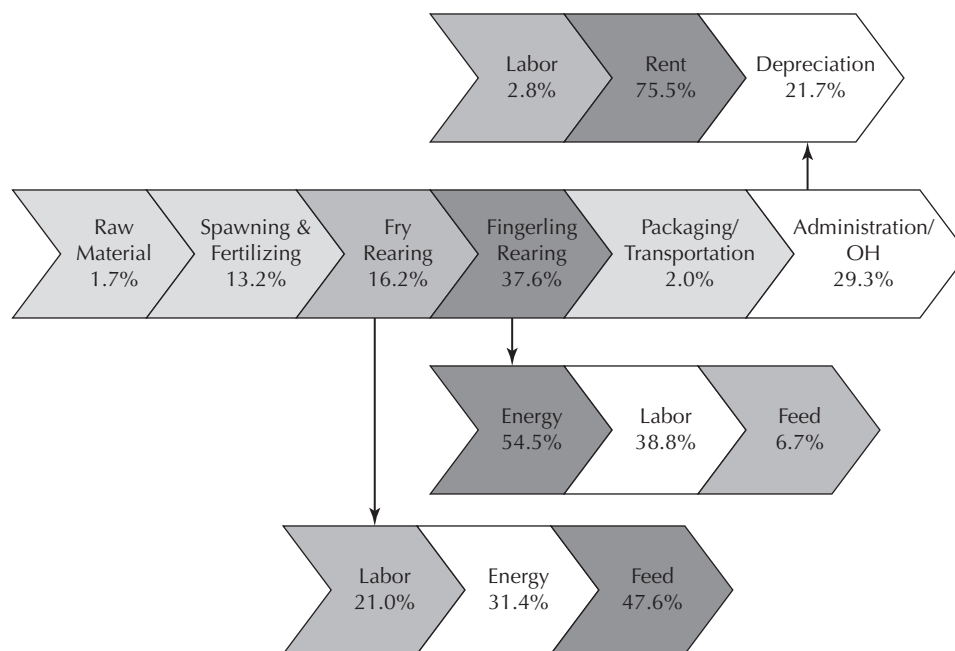 Labor
2.8%
Rent
75.5%
Depreciation
21.7%
Raw
Material
1.7%
Spawning &
Fertilizing
13.2%
Fry
Rearing
16.2%
Fingerling
Rearing
37.6%
Packaging/
Transportation
2.0%
Administration/
OH
29.3%
Energy
54.5%
Labor
38.8%
Feed
6.7%
Labor
21.0%
Energy
31.4%
Feed
47.6%